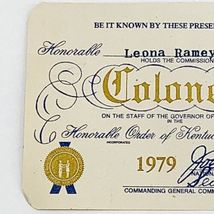 BE IT KNOWN BY THESE PRESEN
Honorable Leona Ramey
HOLDS THE COMMISSION
Colone
ON THE STAFF OF THE GOVERNOR OF
IN THE
Honorable Order of Kentuc
INCORPORATED
1979
COMMANDING GENERAL COMM